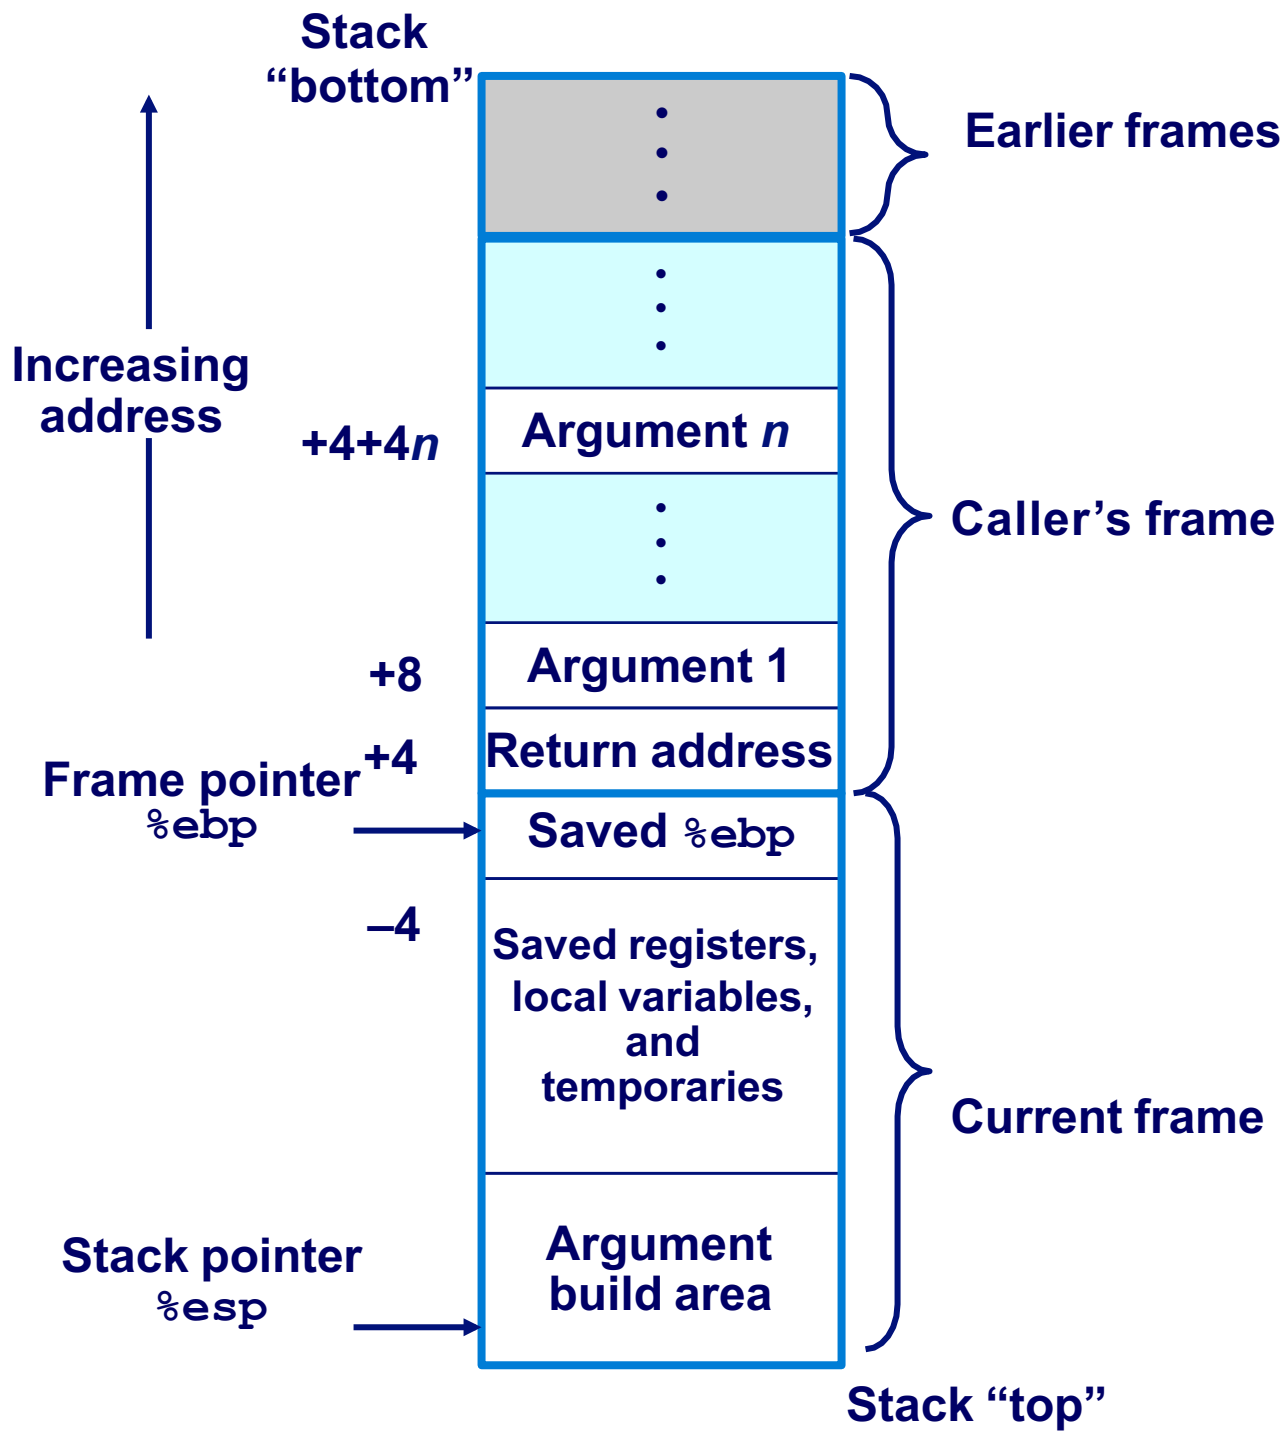 Stack
“bottom”
Earlier frames
Increasing
address
+4+4n
Argument n
Caller’s frame
+8
Argument 1
+4
Return address
Frame pointer
%ebp
Saved %ebp
–4
Saved registers,
local variables,
and
temporaries
Current frame
Stack pointer
%esp
Argument
build area
Stack “top”